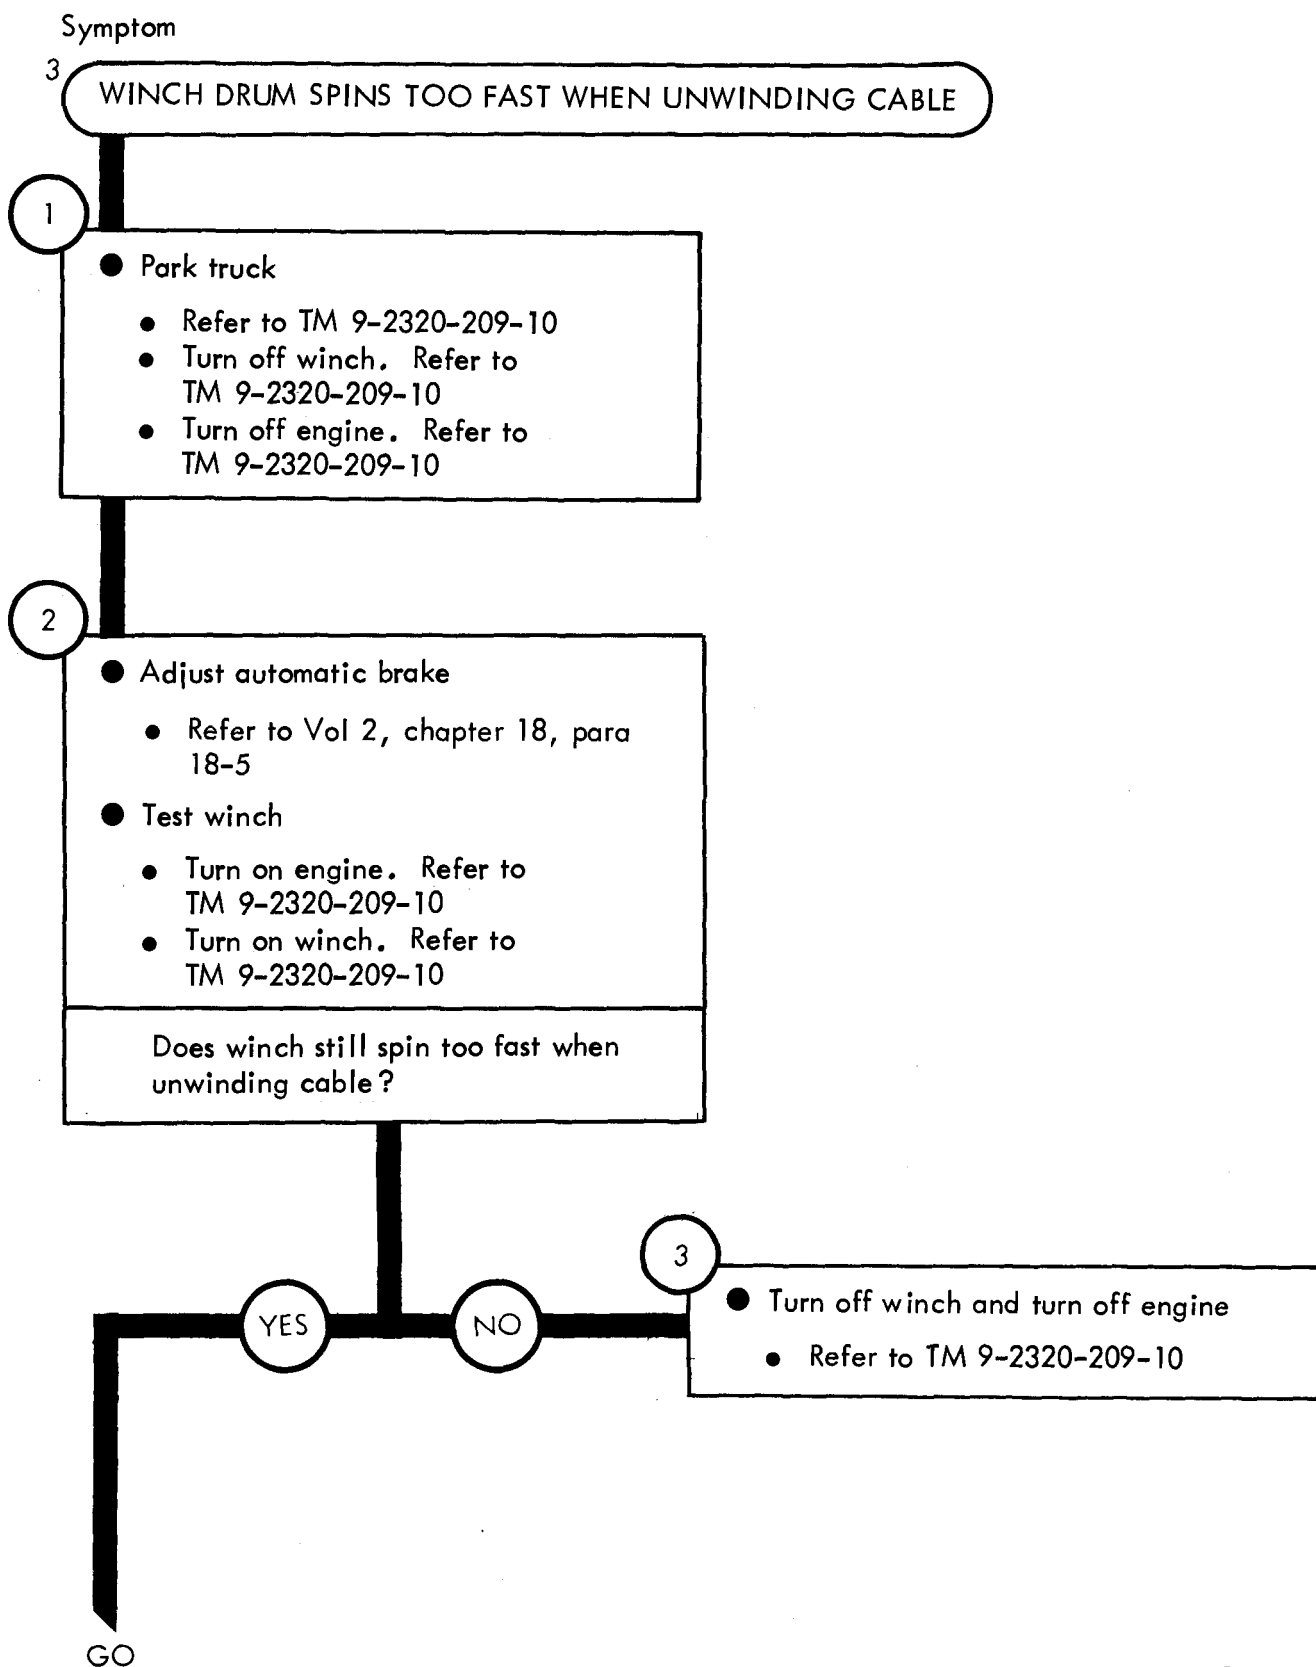 Symptom
3
WINCH DRUM SPINS TOO FAST WHEN UNWINDING CABLE
1
● Park truck
● Refer to TM 9-2320-209-10
● Turn off winch. Refer to
TM 9-2320-209-10
● Turn off engine. Refer to
TM 9-2320-209-10
2
● Adjust automatic brake
● Refer to Vol 2, chapter 18, para
18-5
● Test winch
● Turn on engine. Refer to
TM 9-2320-209-10
● Turn on winch. Refer to
TM 9-2320-209-10
Does winch still spin too fast when
unwinding cable?
YES
NO
3
● Turn off winch and turn off engine
● Refer to TM 9-2320-209-10
GO